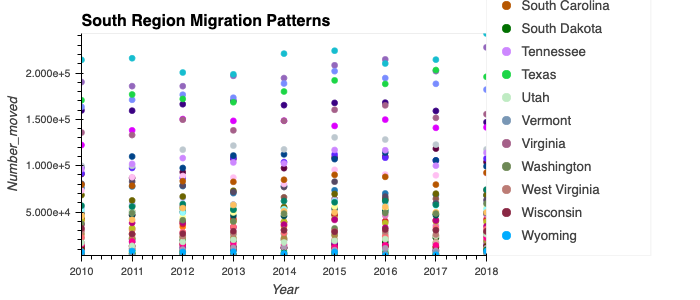 South Region Migration Patterns
Number_moved
2.000e+5
1.500e+5
1.000e+5
5.000e+4
2010 2011 2012 2013 2014 2015 2016 2017 2018
Year
South Carolina
South Dakota
Tennessee
Texas
Utah
Vermont
Virginia
Washington
West Virginia
Wisconsin
Wyoming